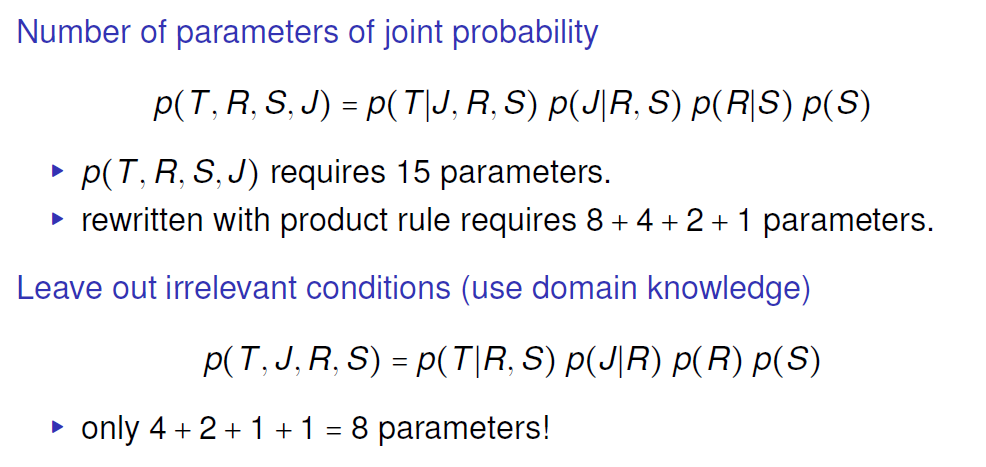 Number of parameters of joint probability
p(T, R, S, J) = p(T|J, R, S) p(J|R, S) p(R|S) p(S)
▸ p(T, R, S, J) requires 15 parameters.
▸ rewritten with product rule requires 8 + 4 + 2 + 1 parameters.
Leave out irrelevant conditions (use domain knowledge)
p(T, J, R, S) = p(T|R, S) p(J|R) p(R) p(S)
▸ only 4 + 2 + 1 + 1 = 8 parameters!